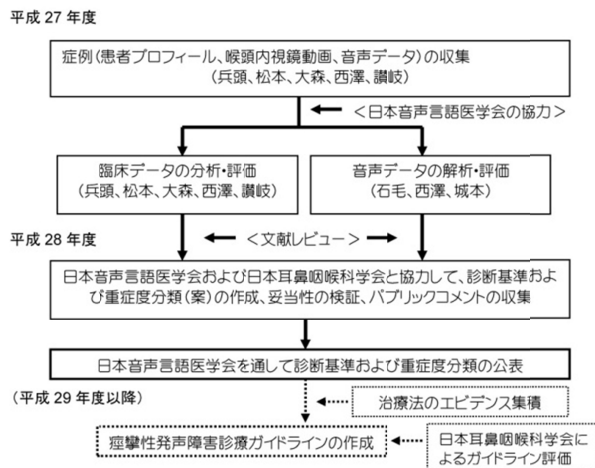 平成27年度
症例(患者プロフィール、喉頭内視鏡動画、音声データ)の収集
(兵頭、松本、大森、西澤、讃岐)
<日本音声言語医学会の協力>
臨床データの分析・評価
(兵頭、松本、大森、西澤、讃岐)
音声データの解析・評価
(石毛、西澤、城本)
平成28年度
<文献レビュー>
日本音声言語医学会および日本耳鼻咽喉科学会と協力して、診断基準およ
び重症度分類(案)の作成、妥当性の検証、パブリックコメントの収集
日本音声言語医学会を通して診断基準および重症度分類の公表
(平成29年度以降)
治療法のエビデンス集積
痙攣性発声障害診療ガイドラインの作成
日本耳鼻咽喉科学会に
よるガイドライン評価